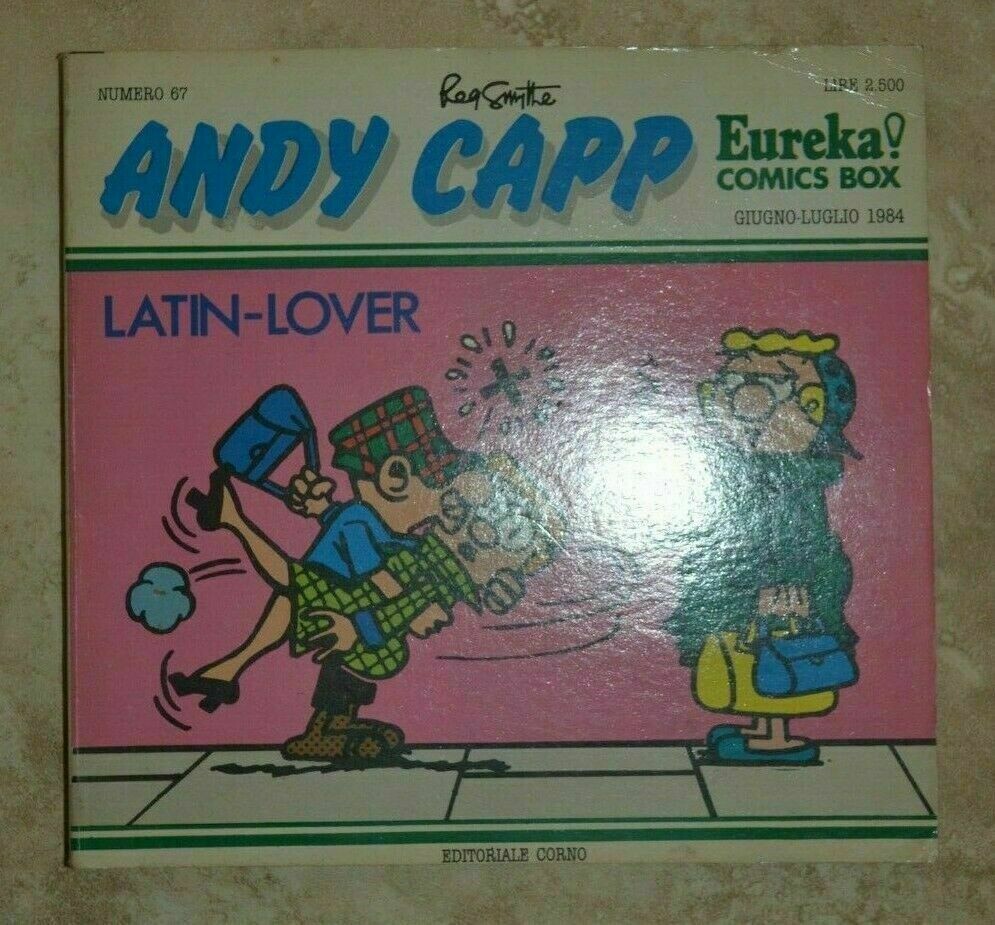 NUMERO 67
Reg Smythe
LIRE 2.500
ANDY CAPP
Eureka!
COMICS BOX
GIUGNO-LUGLIO 1984
LATIN-LOVER
EDITORIALE CORNO